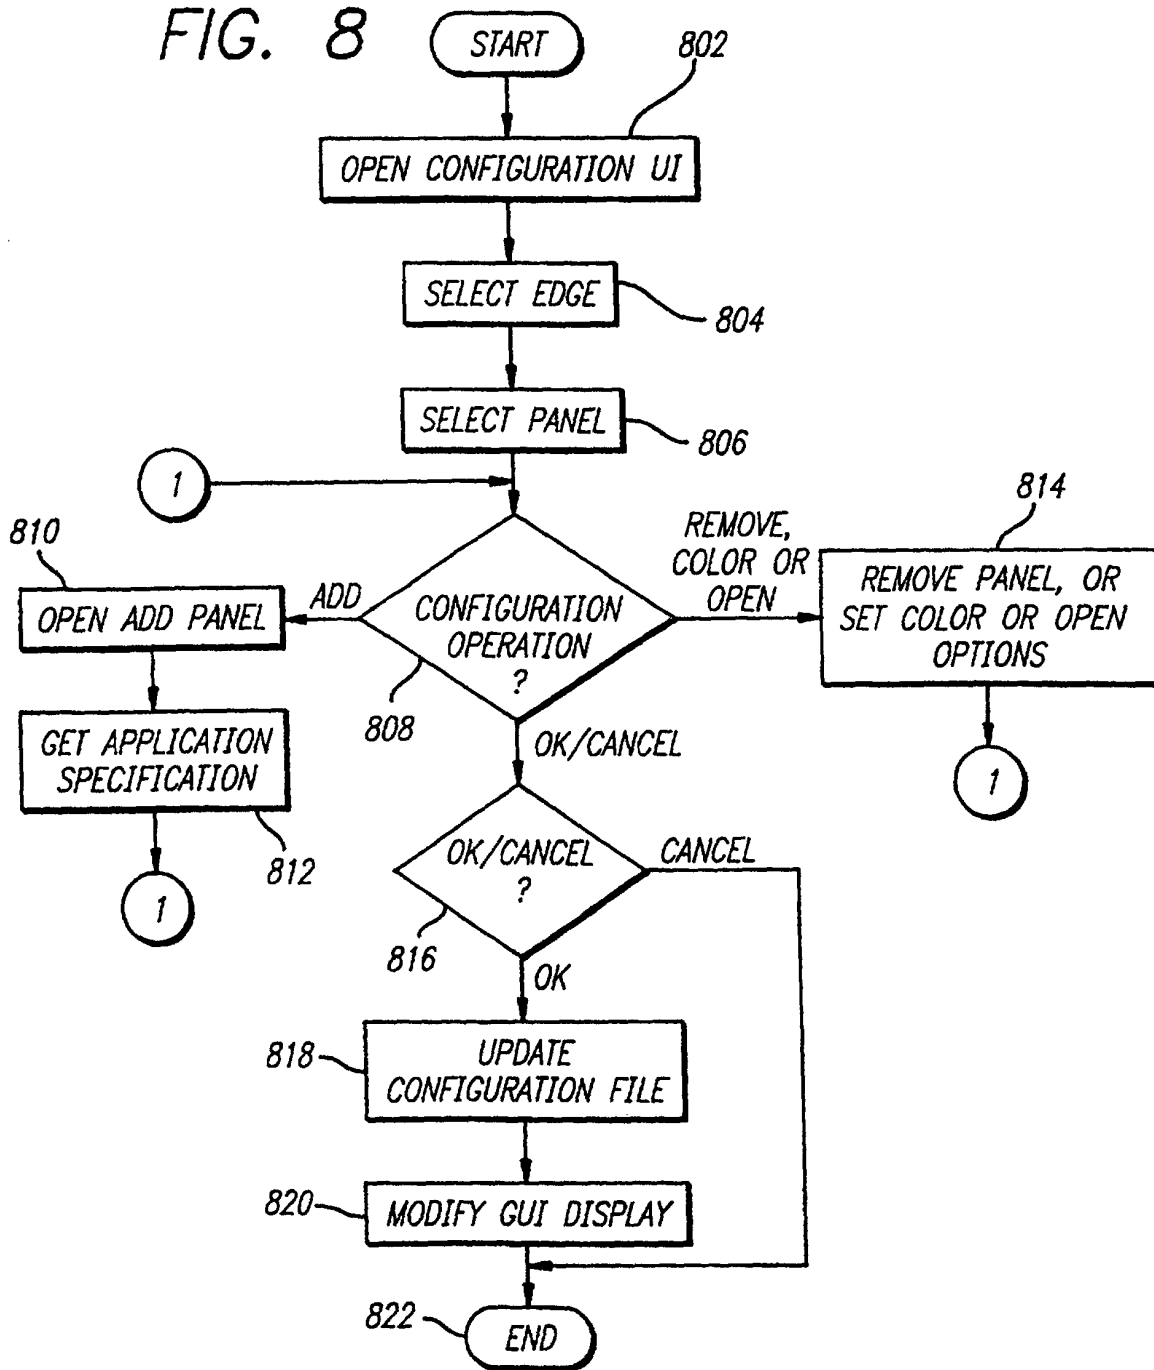 FIG. 8
START
802
OPEN CONFIGURATION UI
SELECT EDGE
804
SELECT PANEL
806
1
814
810
REMOVE,
COLOR OR
OPEN
ADD
OPEN ADD PANEL
CONFIGURATION
OPERATION
?
REMOVE PANEL, OR
SET COLOR OR OPEN
OPTIONS
808
GET APPLICATION
SPECIFICATION
OK/CANCEL
1
812
OK/CANCEL
?
CANCEL
1
816
OK
818
UPDATE
CONFIGURATION FILE
820
MODIFY GUI DISPLAY
822
END